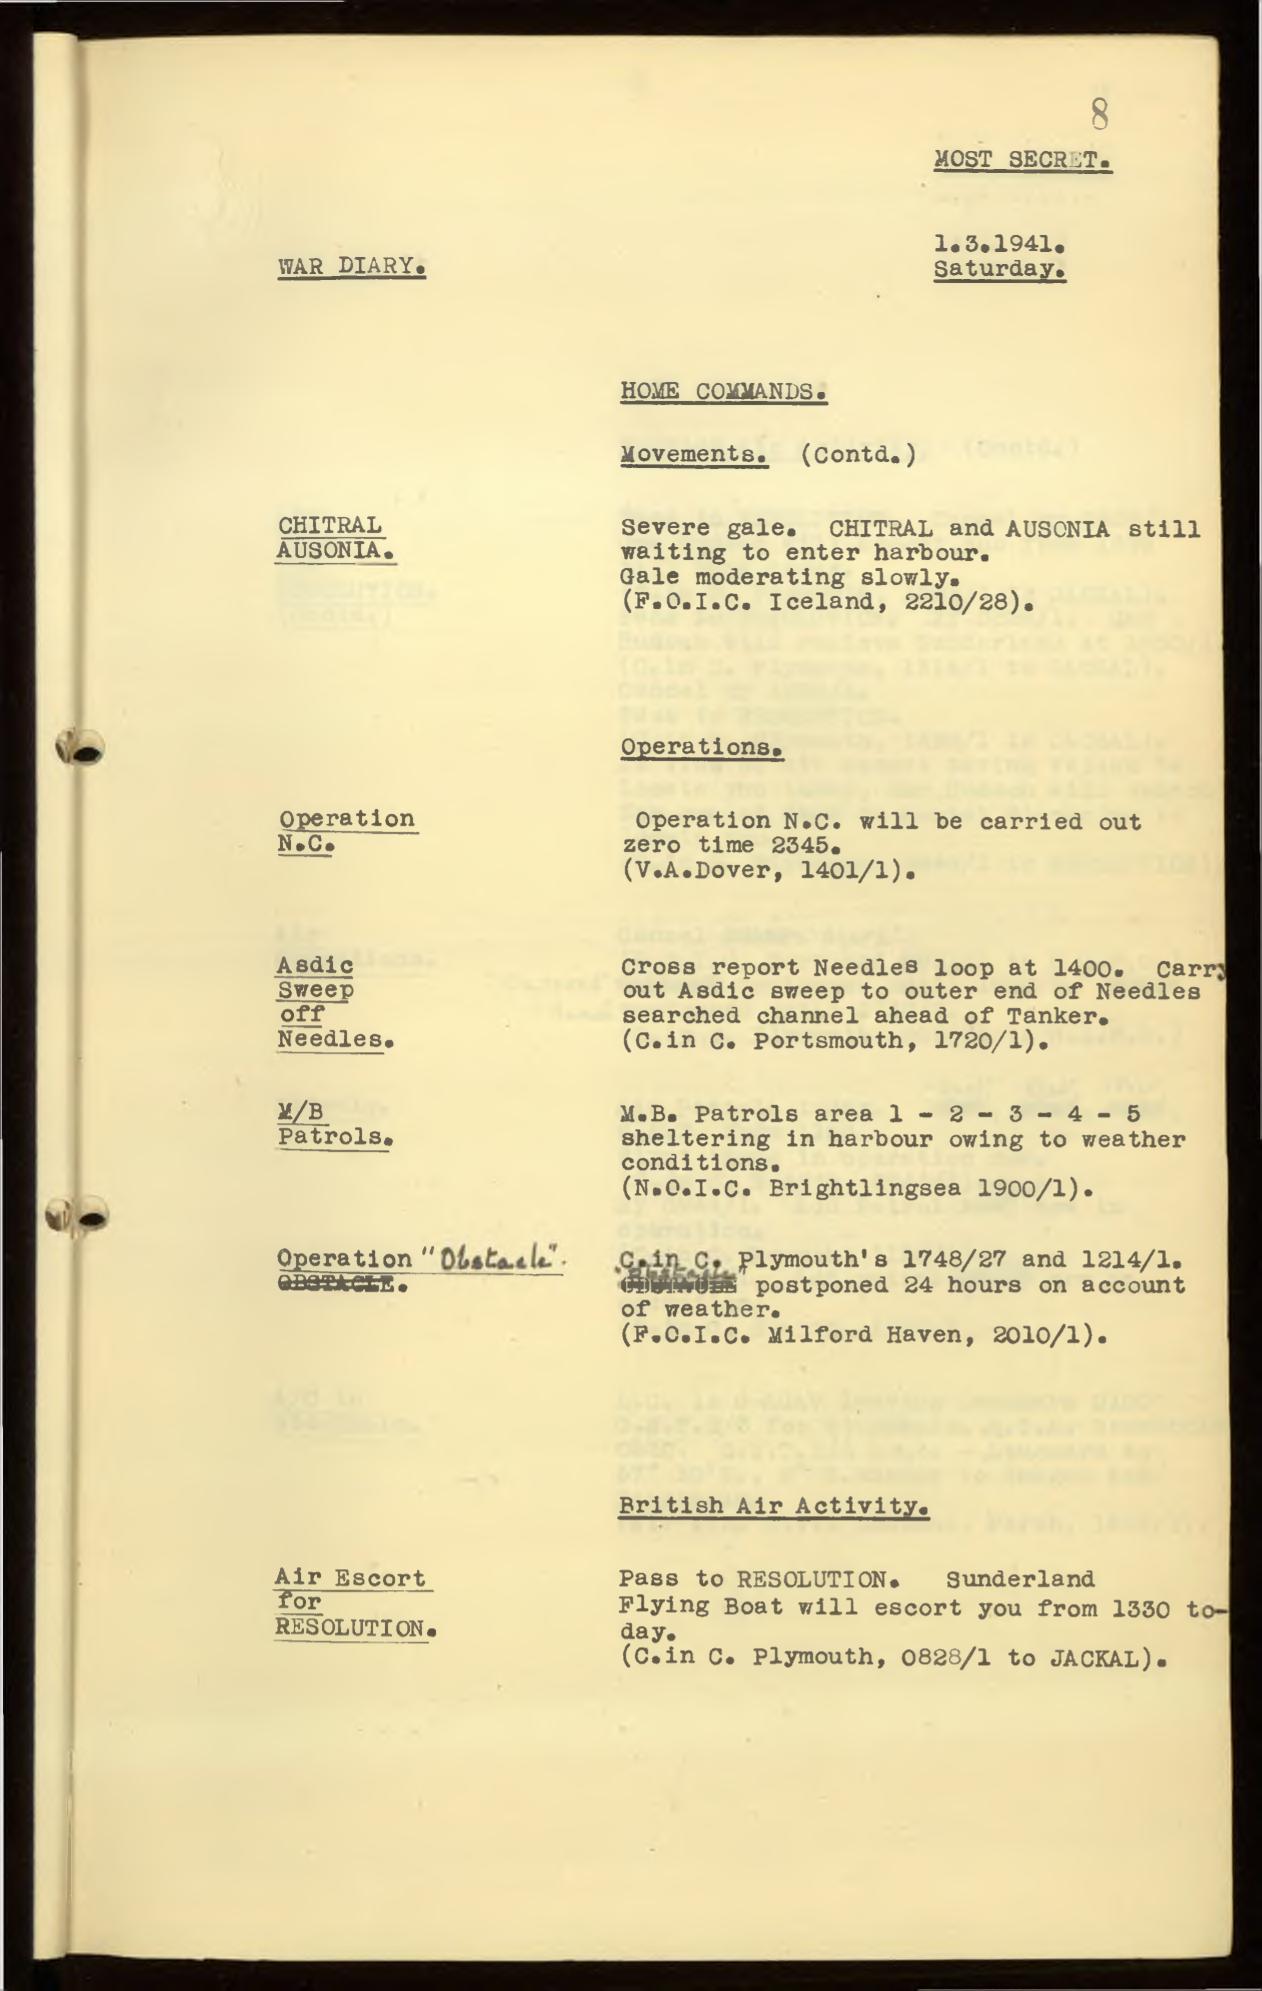 8
MOST SECRET.
1.3.1941.
WAR DIARY.
Saturday.
HOME COMMANDS.
Movements. (Contd.)
CHITRAL
AUSONIA.
Severe gale. CHITRAL and AUSONIA still
waiting to enter harbour.
Gale moderating slowly.
(F.O.I.C. Iceland, 2210/28).
Operations.
Operation
N.C.
Operation N.C. will be carried out
zero time 2345.
(V.A.Dover, 1401/1).
Asdic
Sweep
off
Needles.
Cross report Needles loop at 1400. Carry
out Asdic sweep to outer end of Needles
searched channel ahead of Tanker.
(C.in C. Portsmouth, 1720/1).
M/B
Patrols.
M.B. Patrols area 1 - 2 - 3 - 4 - 5
sheltering in harbour owing to weather
conditions.
(N.O.I.C. Brightlingsea 1900/1).
Operation "Obstacle".
OBSTACLE.
C.in C. Plymouth's 1748/27 and 1214/1.
"Obstacle" postponed 24 hours on account
of weather.
(F.O.I.C. Milford Haven, 2010/1).
British Air Activity.
Air Escort
for
RESOLUTION.
Pass to RESOLUTION. Sunderland
Flying Boat will escort you from 1330 to-
day.
(C.in C. Plymouth, 0828/1 to JACKAL).